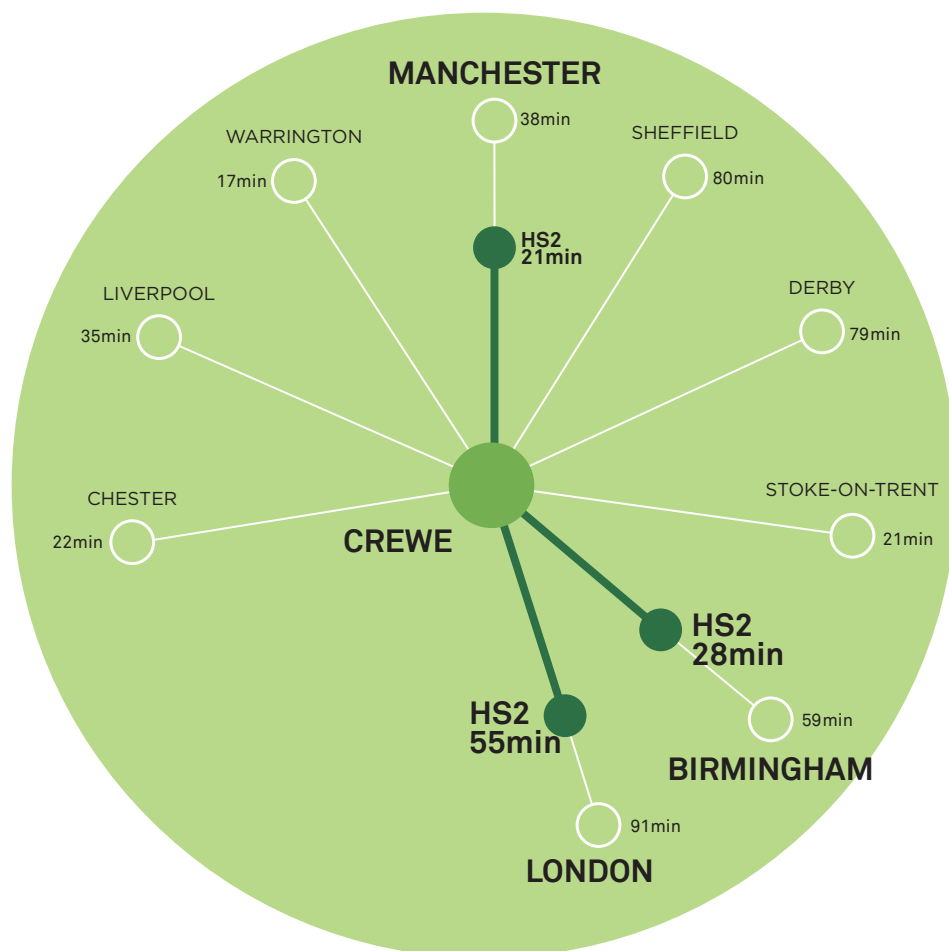 MANCHESTER
38min
WARRINGTON
17min
SHEFFIELD
80min
HS2
21min
LIVERPOOL
35min
DERBY
79min
CHESTER
22min
CREWE
STOKE-ON-TRENT
21min
HS2
28min
59min
BIRMINGHAM
HS2
55min
91min
LONDON